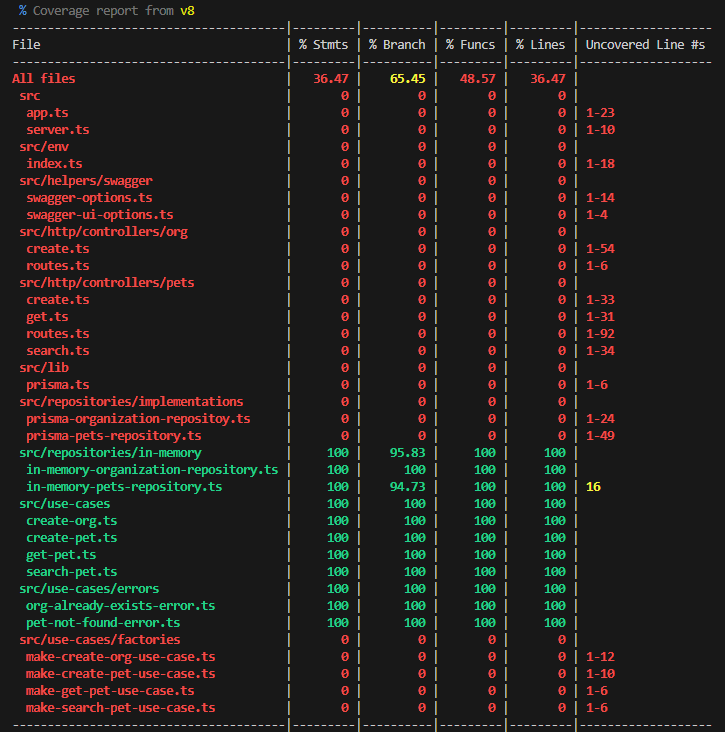 % Coverage report from v8
--------------------------------------|---------|----------|---------|---------|-------------------
File                                  | % Stmts | % Branch | % Funcs | % Lines | Uncovered Line #s
--------------------------------------|---------|----------|---------|---------|-------------------
All files                             |   36.47 |    65.45 |   48.57 |   36.47 |
 src                                  |       0 |        0 |       0 |       0 |
  app.ts                              |       0 |        0 |       0 |       0 | 1-23
  server.ts                           |       0 |        0 |       0 |       0 | 1-10
 src/env                              |       0 |        0 |       0 |       0 |
  index.ts                            |       0 |        0 |       0 |       0 | 1-18
 src/helpers/swagger                  |       0 |        0 |       0 |       0 |
  swagger-options.ts                  |       0 |        0 |       0 |       0 | 1-14
  swagger-ui-options.ts               |       0 |        0 |       0 |       0 | 1-4
 src/http/controllers/org             |       0 |        0 |       0 |       0 |
  create.ts                           |       0 |        0 |       0 |       0 | 1-54
  routes.ts                           |       0 |        0 |       0 |       0 | 1-6
 src/http/controllers/pets            |       0 |        0 |       0 |       0 |
  create.ts                           |       0 |        0 |       0 |       0 | 1-33
  get.ts                              |       0 |        0 |       0 |       0 | 1-31
  routes.ts                           |       0 |        0 |       0 |       0 | 1-92
  search.ts                           |       0 |        0 |       0 |       0 | 1-34
 src/lib                              |       0 |        0 |       0 |       0 |
  prisma.ts                           |       0 |        0 |       0 |       0 | 1-6
 src/repositories/implementations     |       0 |        0 |       0 |       0 |
  prisma-organization-repositoy.ts    |       0 |        0 |       0 |       0 | 1-24
  prisma-pets-repository.ts           |       0 |        0 |       0 |       0 | 1-49
 src/repositories/in-memory           |     100 |    95.83 |     100 |     100 |
  in-memory-organization-repository.ts |     100 |      100 |     100 |     100 |
  in-memory-pets-repository.ts        |     100 |    94.73 |     100 |     100 | 16
 src/use-cases                        |     100 |      100 |     100 |     100 |
  create-org.ts                       |     100 |      100 |     100 |     100 |
  create-pet.ts                       |     100 |      100 |     100 |     100 |
  get-pet.ts                          |     100 |      100 |     100 |     100 |
  search-pet.ts                       |     100 |      100 |     100 |     100 |
 src/use-cases/errors                 |     100 |      100 |     100 |     100 |
  org-already-exists-error.ts         |     100 |      100 |     100 |     100 |
  pet-not-found-error.ts              |     100 |      100 |     100 |     100 |
 src/use-cases/factories              |       0 |        0 |       0 |       0 |
  make-create-org-use-case.ts         |       0 |        0 |       0 |       0 | 1-12
  make-create-pet-use-case.ts         |       0 |        0 |       0 |       0 | 1-10
  make-get-pet-use-case.ts            |       0 |        0 |       0 |       0 | 1-6
  make-search-pet-use-case.ts         |       0 |        0 |       0 |       0 | 1-6
--------------------------------------|---------|----------|---------|---------|-------------------